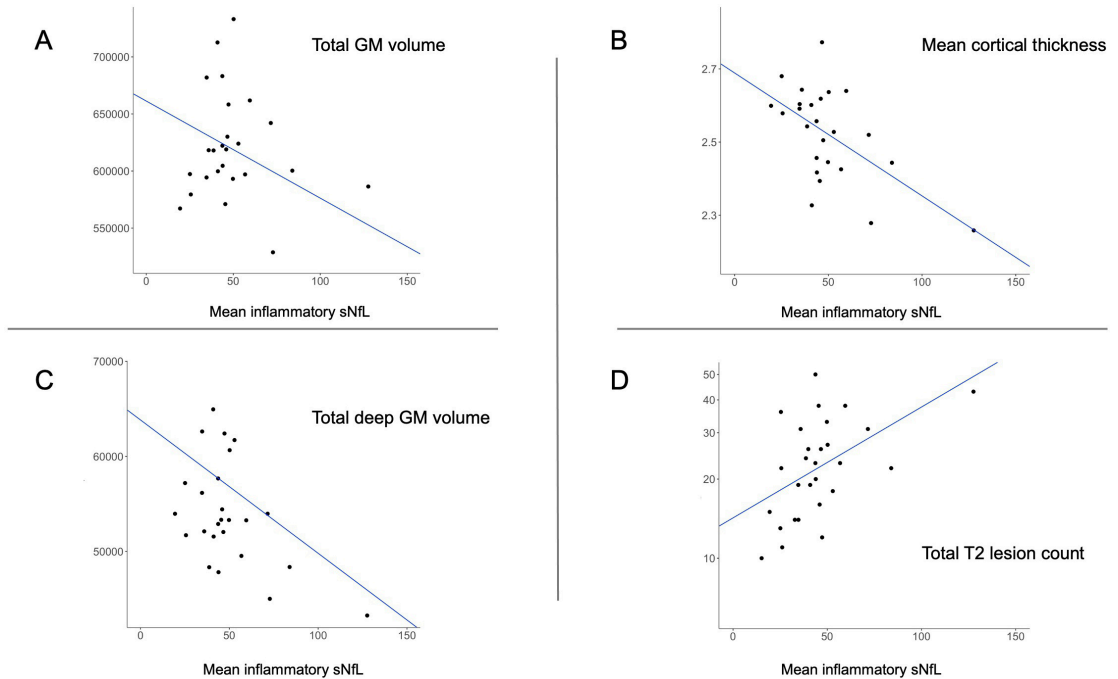 A
Total GM volume
700000
650000
600000
550000
0
50
100
150
Mean inflammatory sNfL
B
Mean cortical thickness
2.7
2.5
2.3
0
50
100
150
Mean inflammatory sNfL
C
Total deep GM volume
70000
60000
50000
0
50
100
150
Mean inflammatory sNfL
D
50
40
30
20
10
Total T2 lesion count
0
50
100
150
Mean inflammatory sNfL